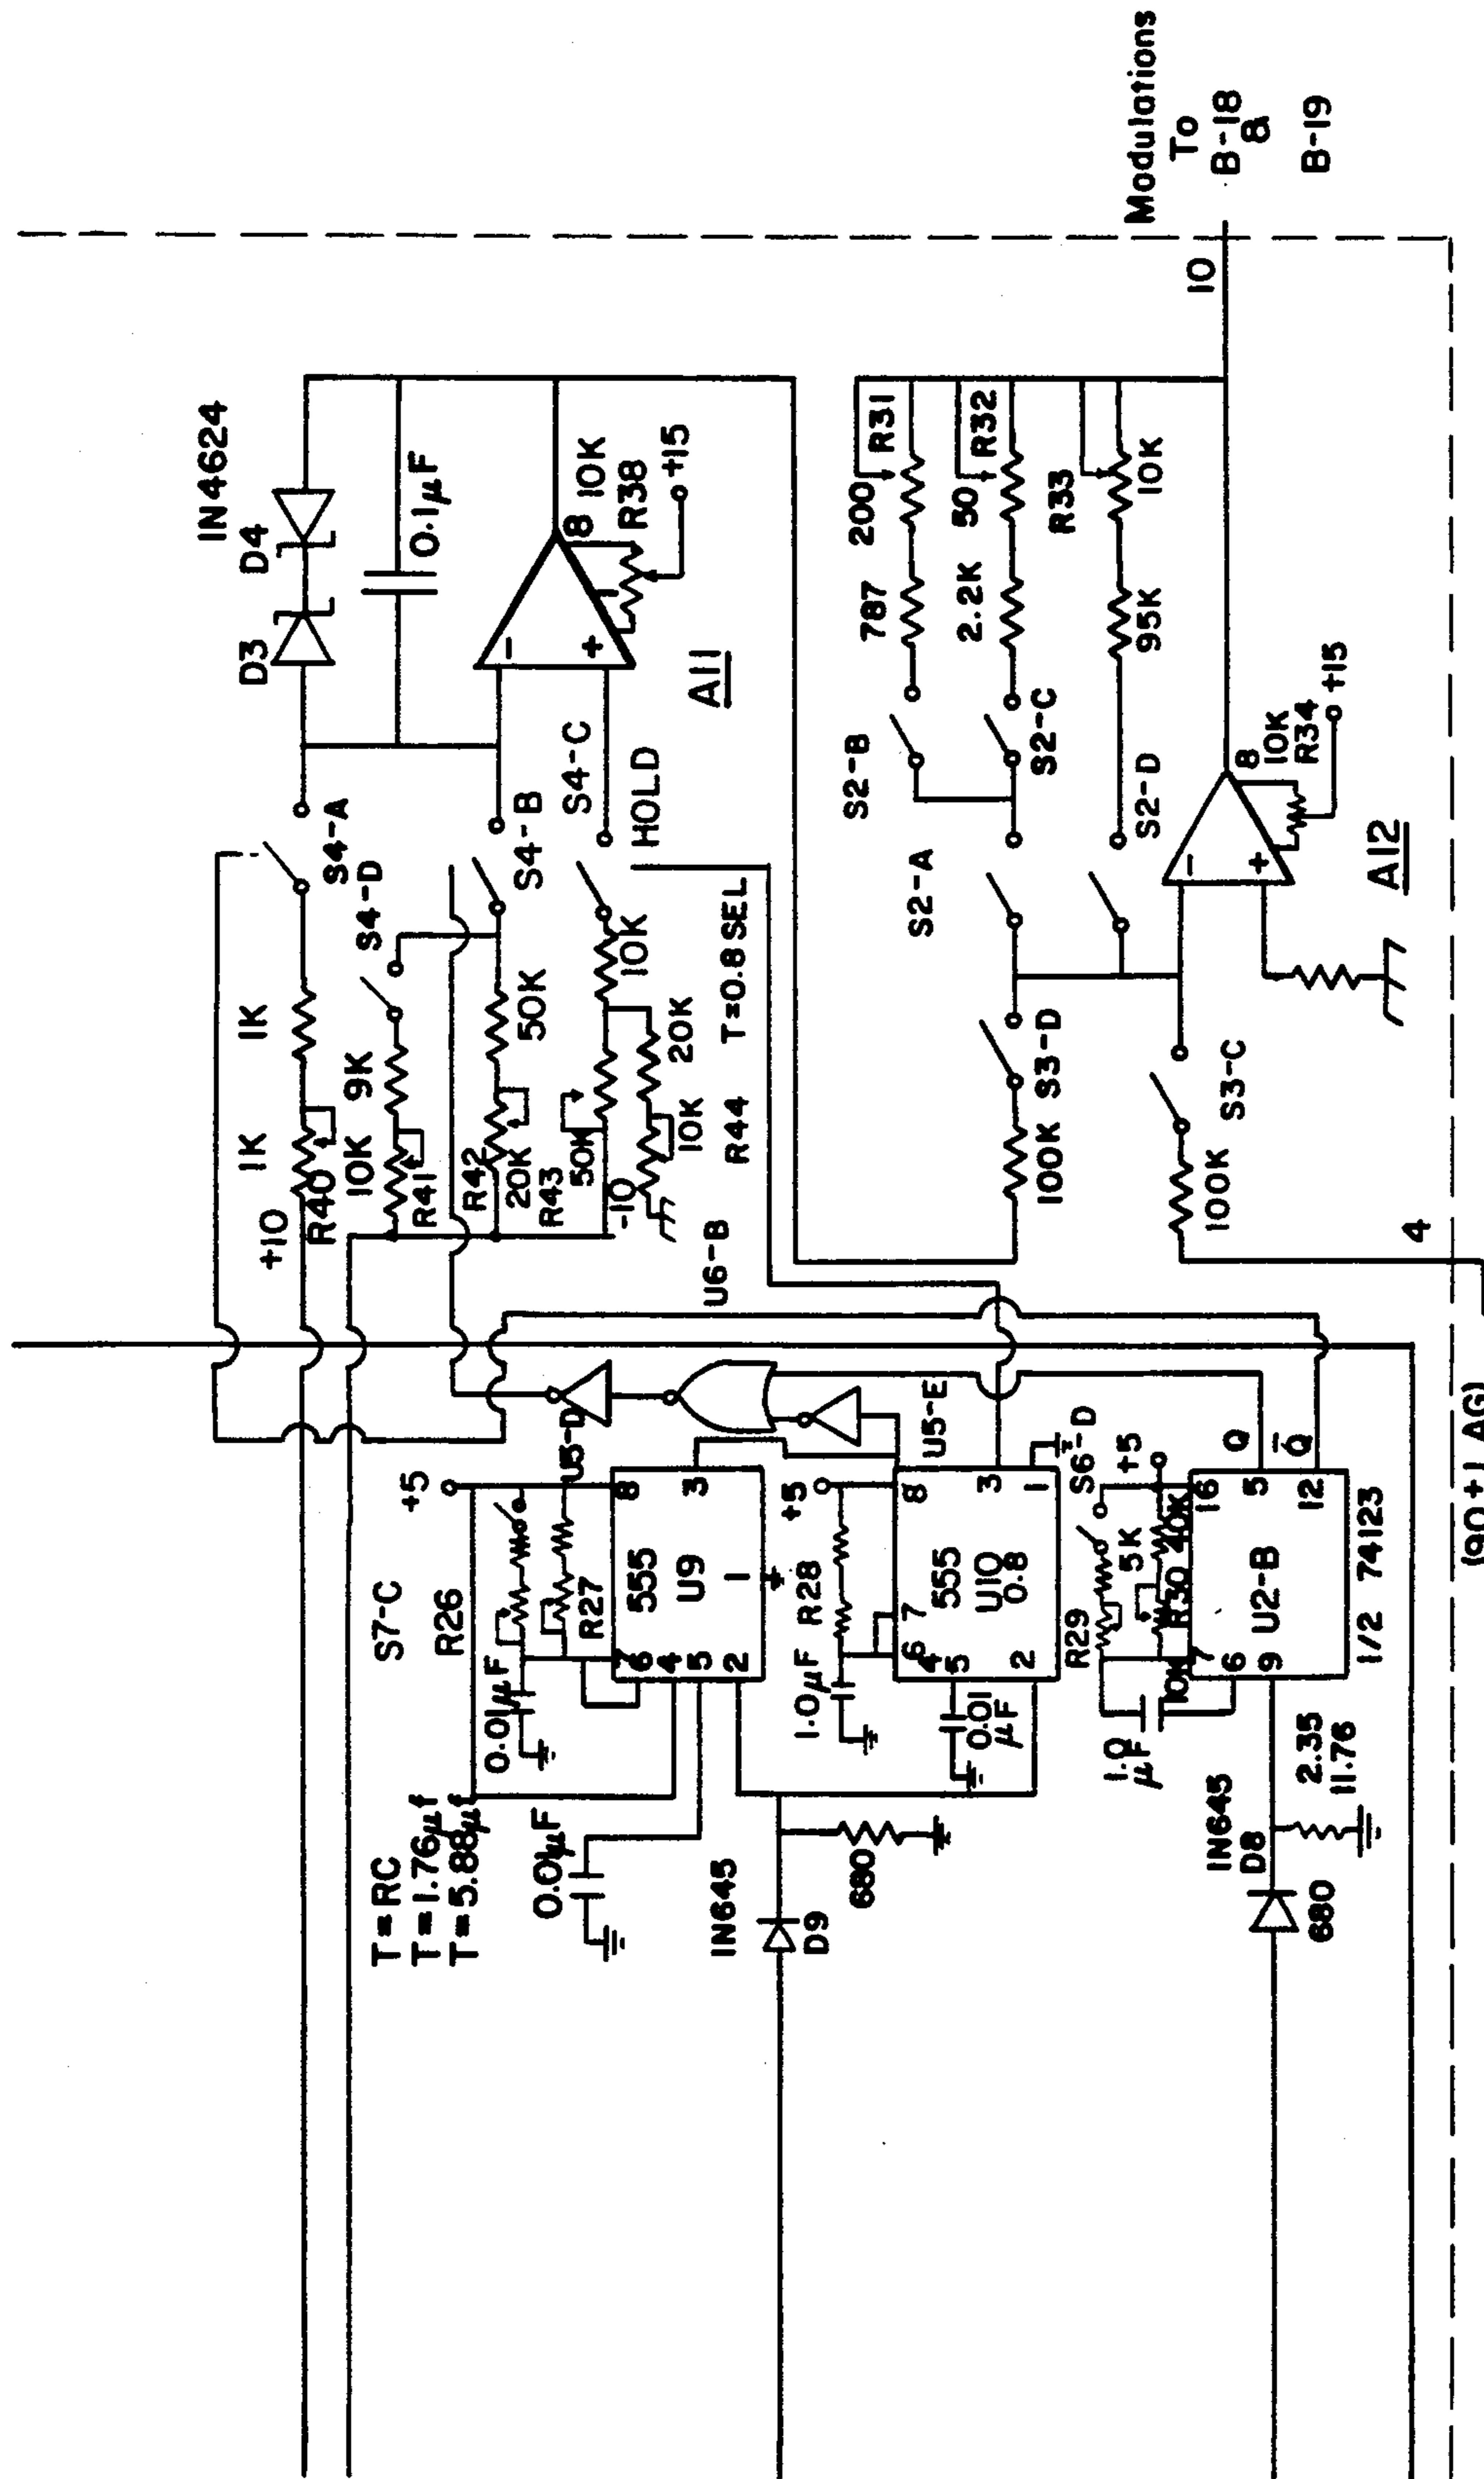 IN4624
D3
D4
0.1μF
+10
1K
1K
R40
S4-A
S4-D
10K
9K
R41
R42
20K
50K
S4-B
S4-C
HOLD
R43
50K
10K
-10
10K
20K
R44
T=0.8 SEL
U6-B
-
+
8
1
10K
R38
+15
A11
Modulations
To
B-18
&
B-19
10
S2-B
787
200
R31
2.2K
50
R32
S2-C
R33
S2-A
S2-D
95K
10K
100K
S3-D
S3-C
100K
4
-
+
8
10K
R34
+15
A12
T=RC
T=1.76μf
T=5.88μf
S7-C
+5
R26
R27
0.01μF
0.01μF
U5-D
555
U9
8
3
1
7
6
4
5
2
IN645
D9
680
+5
R28
1.0μF
555
U10
0.8
8
3
1
7
6
4
5
2
0.01
μF
U5-E
S6-D
+5
R29
5K
R30
40K
10K
1.0
μF
16
5
12
7
6
9
Q
Q̅
U2-B
1/2 74123
IN645
D8
680
2.35
11.76
(90+J AG)